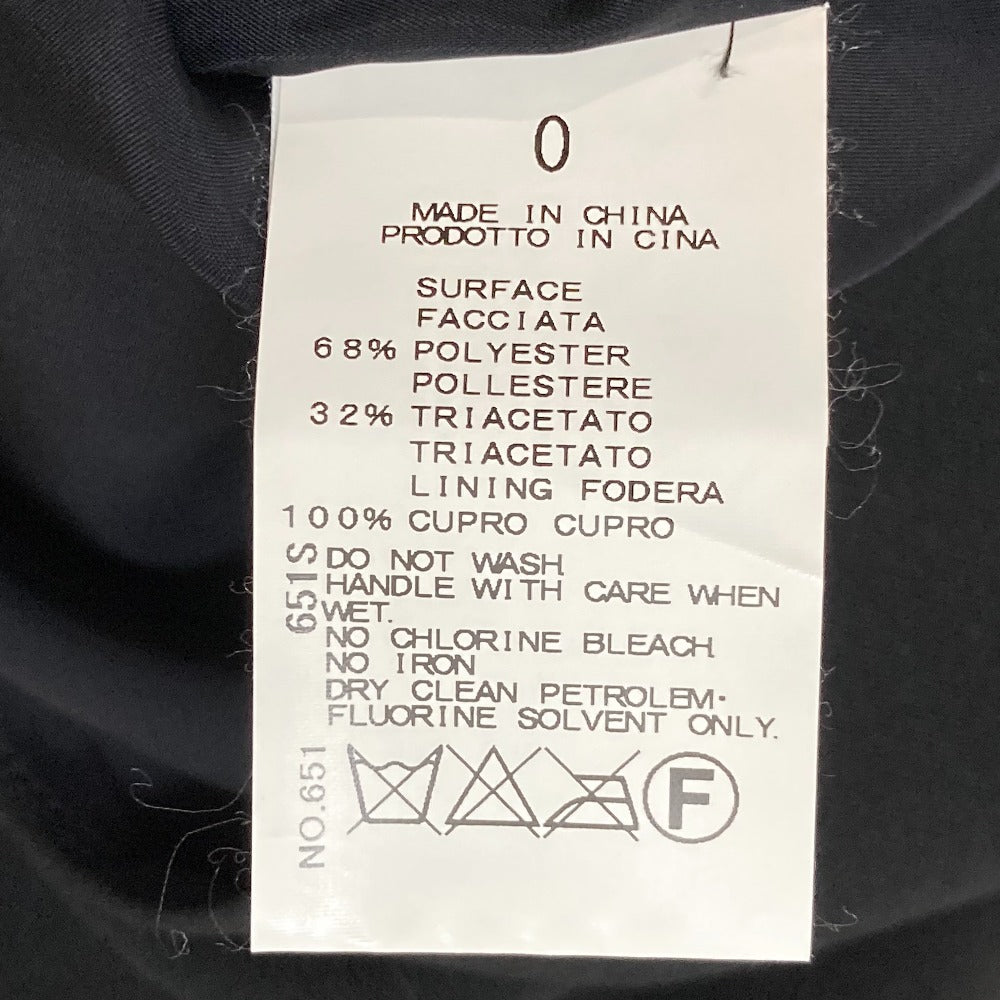 0
MADE IN CHINA
PRODOTTO IN CINA
SURFACE
FACCIATA
68% POLYESTER
POLLESTERE
32% TRIACETATO
TRIACETATO
LINING FODERA
100% CUPRO CUPRO
DO NOT WASH
HANDLE WITH CARE WHEN
WET.
NO CHLORINE BLEACH
NO IRON
DRY CLEAN PETROLEM·
FLUORINE SOLVENT ONLY.
F
651S
NO.651